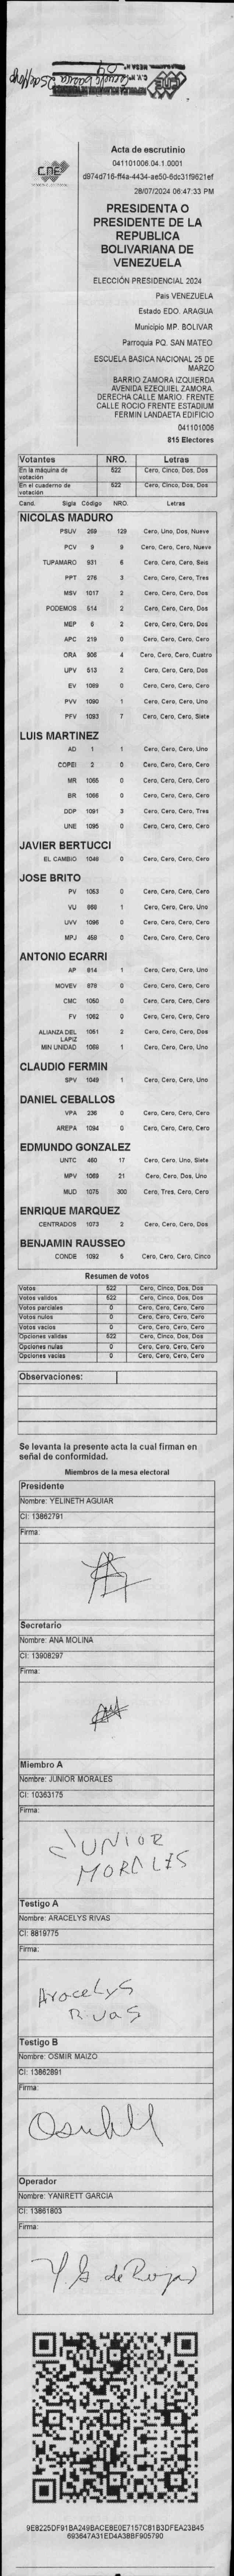 CNE
Acta de escrutinio
041101006.04.1.0001
d974d716-ff4a-4434-ae50-6dc31f9621ef
28/07/2024 06:47:33 PM
PRESIDENTA O
PRESIDENTE DE LA
REPUBLICA
BOLIVARIANA DE
VENEZUELA
ELECCIÓN PRESIDENCIAL 2024
Pais VENEZUELA
Estado EDO. ARAGUA
Municipio MP. BOLIVAR
Parroquia PQ. SAN MATEO
ESCUELA BASICA NACIONAL 25 DE
MARZO
BARRIO ZAMORA IZQUIERDA
AVENIDA EZEQUIEL ZAMORA.
DERECHA CALLE MARIO. FRENTE
CALLE ROCIO FRENTE ESTADIUM
FERMIN LANDAETA EDIFICIO
041101006
815 Electores
Votantes NRO. Letras
En la máquina de votación 522 Cero, Cinco, Dos, Dos
En el cuaderno de votación 522 Cero, Cinco, Dos, Dos
Cand. Sigla Código NRO. Letras
NICOLAS MADURO
PSUV 269 129 Cero, Uno, Dos, Nueve
PCV 9 9 Cero, Cero, Cero, Nueve
TUPAMARO 931 6 Cero, Cero, Cero, Seis
PPT 276 3 Cero, Cero, Cero, Tres
MSV 1017 2 Cero, Cero, Cero, Dos
PODEMOS 514 2 Cero, Cero, Cero, Dos
MEP 6 2 Cero, Cero, Cero, Dos
APC 219 0 Cero, Cero, Cero, Cero
ORA 906 4 Cero, Cero, Cero, Cuatro
UPV 513 2 Cero, Cero, Cero, Dos
EV 1069 0 Cero, Cero, Cero, Cero
PVV 1090 1 Cero, Cero, Cero, Uno
PFV 1093 7 Cero, Cero, Cero, Siete
LUIS MARTINEZ
AD 1 1 Cero, Cero, Cero, Uno
COPEI 2 0 Cero, Cero, Cero, Cero
MR 1065 0 Cero, Cero, Cero, Cero
BR 1066 0 Cero, Cero, Cero, Cero
DDP 1091 3 Cero, Cero, Cero, Tres
UNE 1095 0 Cero, Cero, Cero, Cero
JAVIER BERTUCCI
EL CAMBIO 1048 0 Cero, Cero, Cero, Cero
JOSE BRITO
PV 1053 0 Cero, Cero, Cero, Cero
VU 1 Cero, Cero, Cero, Uno
UVV 1096 0 Cero, Cero, Cero, Cero
MPJ 458 0 Cero, Cero, Cero, Cero
ANTONIO ECARRI
AP 814 1 Cero, Cero, Cero, Uno
MOVEV 979 0 Cero, Cero, Cero, Cero
CMC 1050 0 Cero, Cero, Cero, Cero
FV 1062 0 Cero, Cero, Cero, Cero
ALIANZA DEL LAPIZ 1051 2 Cero, Cero, Cero, Dos
MIN UNIDAD 1058 1 Cero, Cero, Cero, Uno
CLAUDIO FERMIN
SPV 1049 1 Cero, Cero, Cero, Uno
DANIEL CEBALLOS
VPA 236 0 Cero, Cero, Cero, Cero
AREPA 1094 0 Cero, Cero, Cero, Cero
EDMUNDO GONZALEZ
UNTC 460 17 Cero, Cero, Uno, Siete
MPV 1069 21 Cero, Cero, Dos, Uno
MUD 1075 300 Cero, Tres, Cero, Cero
ENRIQUE MARQUEZ
CENTRADOS 1073 2 Cero, Cero, Cero, Dos
BENJAMIN RAUSSEO
CONDE 1092 5 Cero, Cero, Cero, Cinco
Resumen de votos
Votos 522 Cero, Cinco, Dos, Dos
Votos validos 522 Cero, Cinco, Dos, Dos
Votos parciales 0 Cero, Cero, Cero, Cero
Votos nulos 0 Cero, Cero, Cero, Cero
Votos vacios 0 Cero, Cero, Cero, Cero
Opciones validas 522 Cero, Cinco, Dos, Dos
Opciones nulas 0 Cero, Cero, Cero, Cero
Opciones vacias 0 Cero, Cero, Cero, Cero
Observaciones:
Se levanta la presente acta la cual firman en
señal de conformidad.
Miembros de la mesa electoral
Presidente
Nombre: YELINETH AGUIAR
CI: 13862791
Firma:
Secretario
Nombre: ANA MOLINA
CI: 13908297
Firma:
Miembro A
Nombre: JUNIOR MORALES
CI: 10363175
Firma:
JUNIOR
MORALES
Testigo A
Nombre: ARACELYS RIVAS
CI: 8819775
Firma:
Aracelys
Rivas
Testigo B
Nombre: OSMIR MAIZO
CI: 13862891
Firma:
Operador
Nombre: YANIRETT GARCIA
CI: 13861803
Firma:
Y G de Rojas
9E8225DF91BA249BACE8E0E7157C81B3DFEA23B45
693647A31ED4A38BF905790